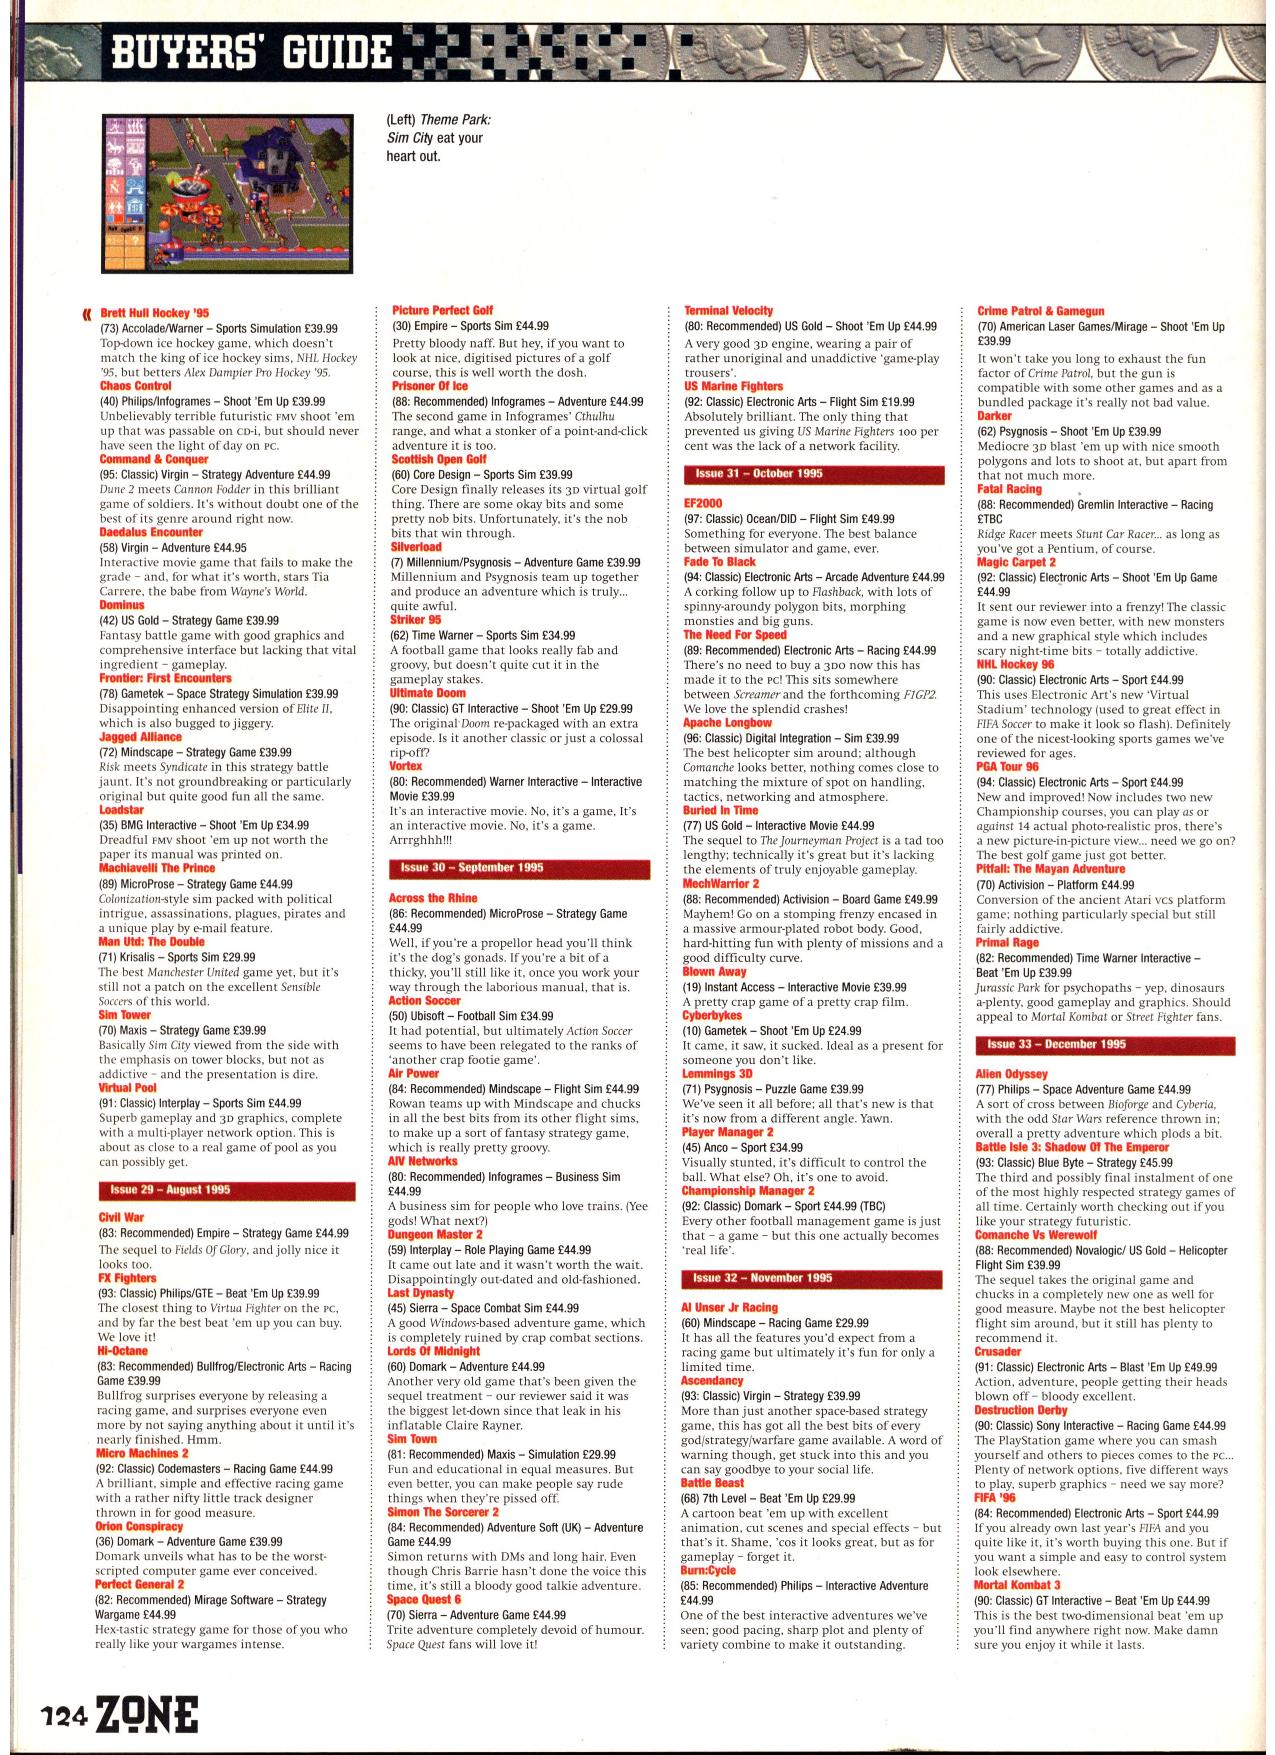 BUYERS' GUIDE
(Left) Theme Park:
Sim City eat your
heart out.
« Brett Hull Hockey '95
(73) Accolade/Warner – Sports Simulation £39.99
Top-down ice hockey game, which doesn't
match the king of ice hockey sims, NHL Hockey
'95, but betters Alex Dampier Pro Hockey '95.
Chaos Control
(40) Philips/Infogrames – Shoot 'Em Up £39.99
Unbelievably terrible futuristic FMV shoot 'em
up that was passable on CD-i, but should never
have seen the light of day on PC.
Command & Conquer
(95: Classic) Virgin – Strategy Adventure £44.99
Dune 2 meets Cannon Fodder in this brilliant
game of soldiers. It's without doubt one of the
best of its genre around right now.
Daedalus Encounter
(58) Virgin – Adventure £44.95
Interactive movie game that fails to make the
grade – and, for what it's worth, stars Tia
Carrere, the babe from Wayne's World.
Dominus
(42) US Gold – Strategy Game £39.99
Fantasy battle game with good graphics and
comprehensive interface but lacking that vital
ingredient – gameplay.
Frontier: First Encounters
(78) Gametek – Space Strategy Simulation £39.99
Disappointing enhanced version of Elite II,
which is also bugged to jiggery.
Jagged Alliance
(72) Mindscape – Strategy Game £39.99
Risk meets Syndicate in this strategy battle
jaunt. It's not groundbreaking or particularly
original but quite good fun all the same.
Loadstar
(35) BMG Interactive – Shoot 'Em Up £34.99
Dreadful FMV shoot 'em up not worth the
paper its manual was printed on.
Machiavelli The Prince
(89) MicroProse – Strategy Game £44.99
Colonization-style sim packed with political
intrigue, assassinations, plagues, pirates and
a unique play by e-mail feature.
Man Utd: The Double
(71) Krisalis – Sports Sim £29.99
The best Manchester United game yet, but it's
still not a patch on the excellent Sensible
Soccers of this world.
Sim Tower
(70) Maxis – Strategy Game £39.99
Basically Sim City viewed from the side with
the emphasis on tower blocks, but not as
addictive – and the presentation is dire.
Virtual Pool
(91: Classic) Interplay – Sports Sim £44.99
Superb gameplay and 3D graphics, complete
with a multi-player network option. This is
about as close to a real game of pool as you
can possibly get.
Issue 29 – August 1995
Civil War
(83: Recommended) Empire – Strategy Game £44.99
The sequel to Fields Of Glory, and jolly nice it
looks too.
FX Fighters
(93: Classic) Philips/GTE – Beat 'Em Up £39.99
The closest thing to Virtua Fighter on the PC,
and by far the best beat 'em up you can buy.
We love it!
Hi-Octane
(83: Recommended) Bullfrog/Electronic Arts – Racing
Game £39.99
Bullfrog surprises everyone by releasing a
racing game, and surprises everyone even
more by not saying anything about it until it's
nearly finished. Hmm.
Micro Machines 2
(92: Classic) Codemasters – Racing Game £44.99
A brilliant, simple and effective racing game
with a rather nifty little track designer
thrown in for good measure.
Orion Conspiracy
(36) Domark – Adventure Game £39.99
Domark unveils what has to be the worst-
scripted computer game ever conceived.
Perfect General 2
(82: Recommended) Mirage Software – Strategy
Wargame £44.99
Hex-tastic strategy game for those of you who
really like your wargames intense.
Picture Perfect Golf
(30) Empire – Sports Sim £44.99
Pretty bloody naff. But hey, if you want to
look at nice, digitised pictures of a golf
course, this is well worth the dosh.
Prisoner Of Ice
(88: Recommended) Infogrames – Adventure £44.99
The second game in Infogrames' Cthulhu
range, and what a stonker of a point-and-click
adventure it is too.
Scottish Open Golf
(60) Core Design – Sports Sim £39.99
Core Design finally releases its 3D virtual golf
thing. There are some okay bits and some
pretty nob bits. Unfortunately, it's the nob
bits that win through.
Silverload
(7) Millennium/Psygnosis – Adventure Game £39.99
Millennium and Psygnosis team up together
and produce an adventure which is truly...
quite awful.
Striker 95
(62) Time Warner – Sports Sim £34.99
A football game that looks really fab and
groovy, but doesn't quite cut it in the
gameplay stakes.
Ultimate Doom
(90: Classic) GT Interactive – Shoot 'Em Up £29.99
The original Doom re-packaged with an extra
episode. Is it another classic or just a colossal
rip-off?
Vortex
(80: Recommended) Warner Interactive – Interactive
Movie £39.99
It's an interactive movie. No, it's a game, It's
an interactive movie. No, it's a game.
Arrrghhh!!!
Issue 30 – September 1995
Across the Rhine
(86: Recommended) MicroProse – Strategy Game
£44.99
Well, if you're a propellor head you'll think
it's the dog's gonads. If you're a bit of a
thicky, you'll still like it, once you work your
way through the laborious manual, that is.
Action Soccer
(50) Ubisoft – Football Sim £34.99
It had potential, but ultimately Action Soccer
seems to have been relegated to the ranks of
'another crap footie game'.
Air Power
(84: Recommended) Mindscape – Flight Sim £44.99
Rowan teams up with Mindscape and chucks
in all the best bits from its other flight sims,
to make up a sort of fantasy strategy game,
which is really pretty groovy.
AIV Networks
(80: Recommended) Infogrames – Business Sim
£44.99
A business sim for people who love trains. (Yee
gods! What next?)
Dungeon Master 2
(59) Interplay – Role Playing Game £44.99
It came out late and it wasn't worth the wait.
Disappointingly out-dated and old-fashioned.
Last Dynasty
(45) Sierra – Space Combat Sim £44.99
A good Windows-based adventure game, which
is completely ruined by crap combat sections.
Lords Of Midnight
(60) Domark – Adventure £44.99
Another very old game that's been given the
sequel treatment – our reviewer said it was
the biggest let-down since that leak in his
inflatable Claire Rayner.
Sim Town
(81: Recommended) Maxis – Simulation £29.99
Fun and educational in equal measures. But
even better, you can make people say rude
things when they're pissed off.
Simon The Sorcerer 2
(84: Recommended) Adventure Soft (UK) – Adventure
Game £44.99
Simon returns with DMs and long hair. Even
though Chris Barrie hasn't done the voice this
time, it's still a bloody good talkie adventure.
Space Quest 6
(70) Sierra – Adventure Game £44.99
Trite adventure completely devoid of humour.
Space Quest fans will love it!
Terminal Velocity
(80: Recommended) US Gold – Shoot 'Em Up £44.99
A very good 3D engine, wearing a pair of
rather unoriginal and unaddictive 'game-play
trousers'.
US Marine Fighters
(92: Classic) Electronic Arts – Flight Sim £19.99
Absolutely brilliant. The only thing that
prevented us giving US Marine Fighters 100 per
cent was the lack of a network facility.
Issue 31 – October 1995
EF2000
(97: Classic) Ocean/DID – Flight Sim £49.99
Something for everyone. The best balance
between simulator and game, ever.
Fade To Black
(94: Classic) Electronic Arts – Arcade Adventure £44.99
A corking follow up to Flashback, with lots of
spinny-aroundy polygon bits, morphing
monsties and big guns.
The Need For Speed
(89: Recommended) Electronic Arts – Racing £44.99
There's no need to buy a 3DO now this has
made it to the PC! This sits somewhere
between Screamer and the forthcoming F1GP2.
We love the splendid crashes!
Apache Longbow
(96: Classic) Digital Integration – Sim £39.99
The best helicopter sim around; although
Comanche looks better, nothing comes close to
matching the mixture of spot on handling,
tactics, networking and atmosphere.
Buried In Time
(77) US Gold – Interactive Movie £44.99
The sequel to The Journeyman Project is a tad too
lengthy; technically it's great but it's lacking
the elements of truly enjoyable gameplay.
MechWarrior 2
(88: Recommended) Activision – Board Game £49.99
Mayhem! Go on a stomping frenzy encased in
a massive armour-plated robot body. Good,
hard-hitting fun with plenty of missions and a
good difficulty curve.
Blown Away
(19) Instant Access – Interactive Movie £39.99
A pretty crap game of a pretty crap film.
Cyberbykes
(10) Gametek – Shoot 'Em Up £24.99
It came, it saw, it sucked. Ideal as a present for
someone you don't like.
Lemmings 3D
(71) Psygnosis – Puzzle Game £39.99
We've seen it all before; all that's new is that
it's now from a different angle. Yawn.
Player Manager 2
(45) Anco – Sport £34.99
Visually stunted, it's difficult to control the
ball. What else? Oh, it's one to avoid.
Championship Manager 2
(92: Classic) Domark – Sport £44.99 (TBC)
Every other football management game is just
that – a game – but this one actually becomes
'real life'.
Issue 32 – November 1995
Al Unser Jr Racing
(60) Mindscape – Racing Game £29.99
It has all the features you'd expect from a
racing game but ultimately it's fun for only a
limited time.
Ascendancy
(93: Classic) Virgin – Strategy £39.99
More than just another space-based strategy
game, this has got all the best bits of every
god/strategy/warfare game available. A word of
warning though, get stuck into this and you
can say goodbye to your social life.
Battle Beast
(68) 7th Level – Beat 'Em Up £29.99
A cartoon beat 'em up with excellent
animation, cut scenes and special effects – but
that's it. Shame, 'cos it looks great, but as for
gameplay – forget it.
Burn:Cycle
(85: Recommended) Philips – Interactive Adventure
£44.99
One of the best interactive adventures we've
seen; good pacing, sharp plot and plenty of
variety combine to make it outstanding.
Crime Patrol & Gamegun
(70) American Laser Games/Mirage – Shoot 'Em Up
£39.99
It won't take you long to exhaust the fun
factor of Crime Patrol, but the gun is
compatible with some other games and as a
bundled package it's really not bad value.
Darker
(62) Psygnosis – Shoot 'Em Up £39.99
Mediocre 3D blast 'em up with nice smooth
polygons and lots to shoot at, but apart from
that not much more.
Fatal Racing
(88: Recommended) Gremlin Interactive – Racing
£TBC
Ridge Racer meets Stunt Car Racer... as long as
you've got a Pentium, of course.
Magic Carpet 2
(92: Classic) Electronic Arts – Shoot 'Em Up Game
£44.99
It sent our reviewer into a frenzy! The classic
game is now even better, with new monsters
and a new graphical style which includes
scary night-time bits – totally addictive.
NHL Hockey 96
(90: Classic) Electronic Arts – Sport £44.99
This uses Electronic Art's new 'Virtual
Stadium' technology (used to great effect in
FIFA Soccer to make it look so flash). Definitely
one of the nicest-looking sports games we've
reviewed for ages.
PGA Tour 96
(94: Classic) Electronic Arts – Sport £44.99
New and improved! Now includes two new
Championship courses, you can play as or
against 14 actual photo-realistic pros, there's
a new picture-in-picture view... need we go on?
The best golf game just got better.
Pitfall: The Mayan Adventure
(70) Activision – Platform £44.99
Conversion of the ancient Atari VCS platform
game; nothing particularly special but still
fairly addictive.
Primal Rage
(82: Recommended) Time Warner Interactive –
Beat 'Em Up £39.99
Jurassic Park for psychopaths – yep, dinosaurs
a-plenty, good gameplay and graphics. Should
appeal to Mortal Kombat or Street Fighter fans.
Issue 33 – December 1995
Alien Odyssey
(77) Philips – Space Adventure Game £44.99
A sort of cross between Bioforge and Cyberia,
with the odd Star Wars reference thrown in;
overall a pretty adventure which plods a bit.
Battle Isle 3: Shadow Of The Emperor
(93: Classic) Blue Byte – Strategy £45.99
The third and possibly final instalment of one
of the most highly respected strategy games of
all time. Certainly worth checking out if you
like your strategy futuristic.
Comanche Vs Werewolf
(88: Recommended) Novalogic/ US Gold – Helicopter
Flight Sim £39.99
The sequel takes the original game and
chucks in a completely new one as well for
good measure. Maybe not the best helicopter
flight sim around, but it still has plenty to
recommend it.
Crusader
(91: Classic) Electronic Arts – Blast 'Em Up £49.99
Action, adventure, people getting their heads
blown off – bloody excellent.
Destruction Derby
(90: Classic) Sony Interactive – Racing Game £44.99
The PlayStation game where you can smash
yourself and others to pieces comes to the PC...
Plenty of network options, five different ways
to play, superb graphics – need we say more?
FIFA '96
(84: Recommended) Electronic Arts – Sport £44.99
If you already own last year's FIFA and you
quite like it, it's worth buying this one. But if
you want a simple and easy to control system
look elsewhere.
Mortal Kombat 3
(90: Classic) GT Interactive – Beat 'Em Up £44.99
This is the best two-dimensional beat 'em up
you'll find anywhere right now. Make damn
sure you enjoy it while it lasts.
124 ZONE